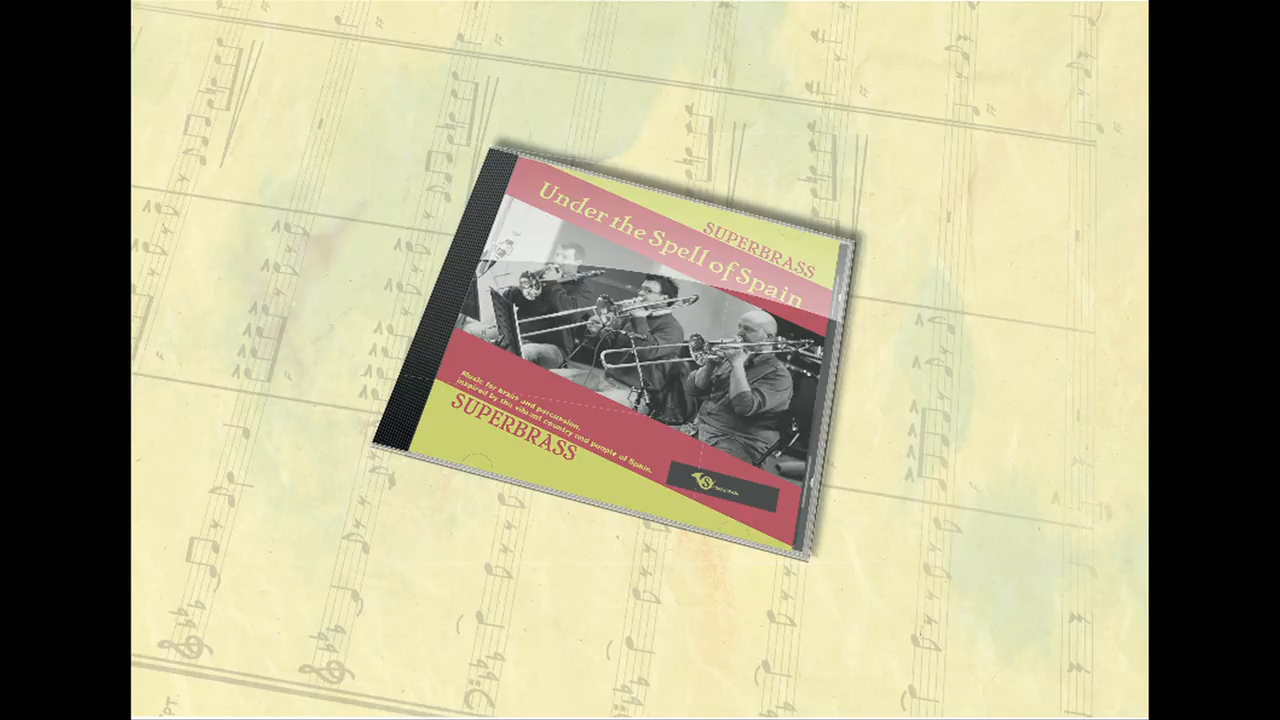 SUPERBRASS
Under the Spell of Spain
Music for brass and percussion,
inspired by the vibrant country and people of Spain.
SUPERBRASS